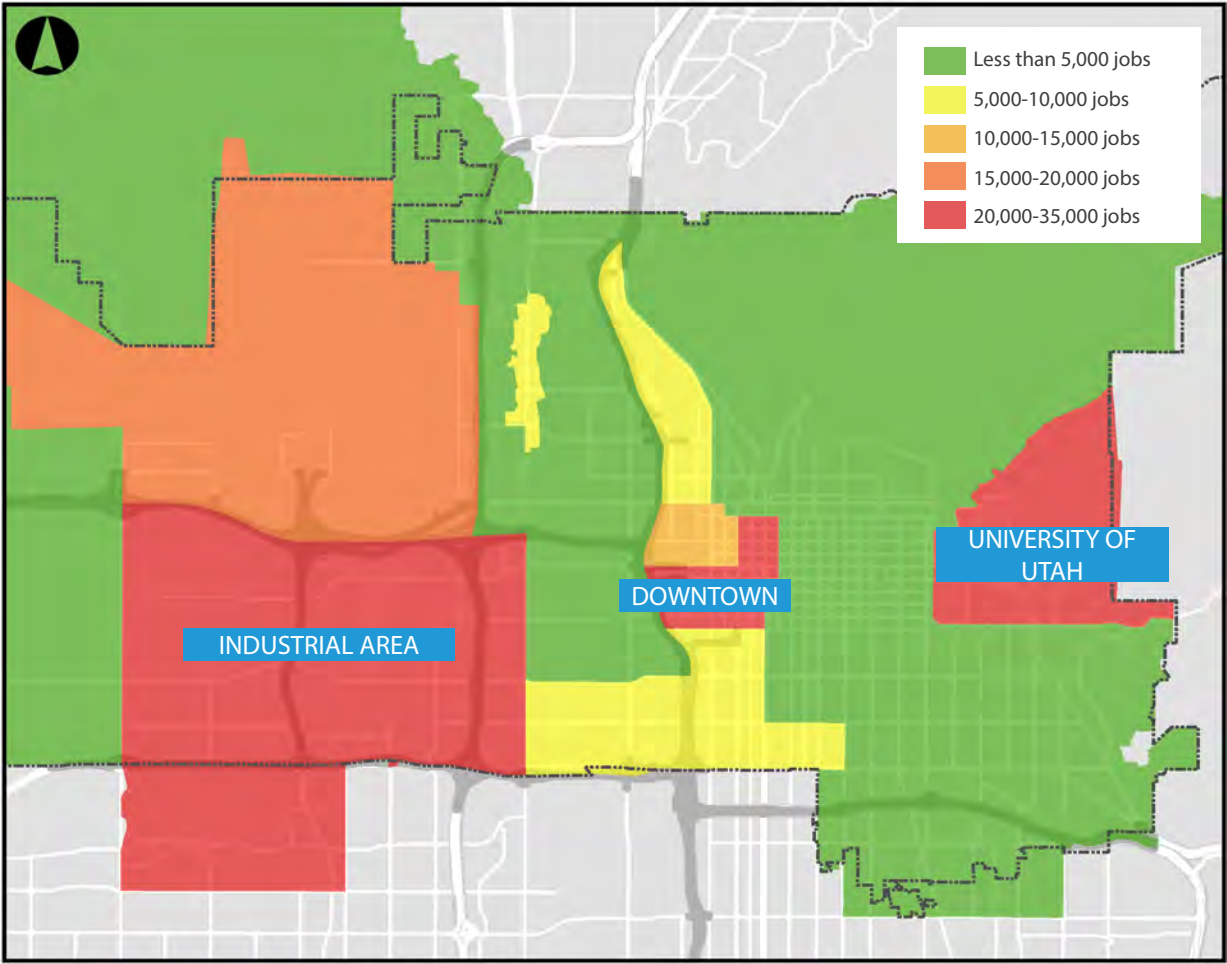 Less than 5,000 jobs
5,000-10,000 jobs
10,000-15,000 jobs
15,000-20,000 jobs
20,000-35,000 jobs
UNIVERSITY OF
UTAH
DOWNTOWN
INDUSTRIAL AREA